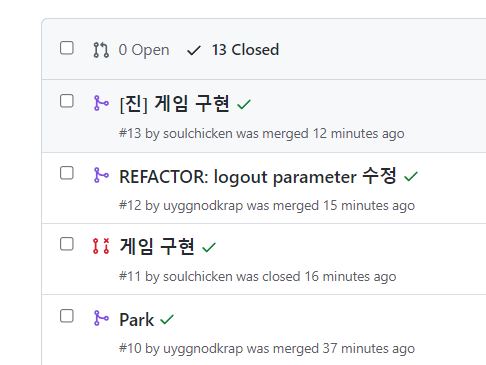 0 Open 13 Closed
[진] 게임 구현
#13 by soulchicken was merged 12 minutes ago
REFACTOR: logout parameter 수정
#12 by uyggnodkrap was merged 15 minutes ago
게임 구현
#11 by soulchicken was closed 16 minutes ago
Park
#10 by uyggnodkrap was merged 37 minutes ago